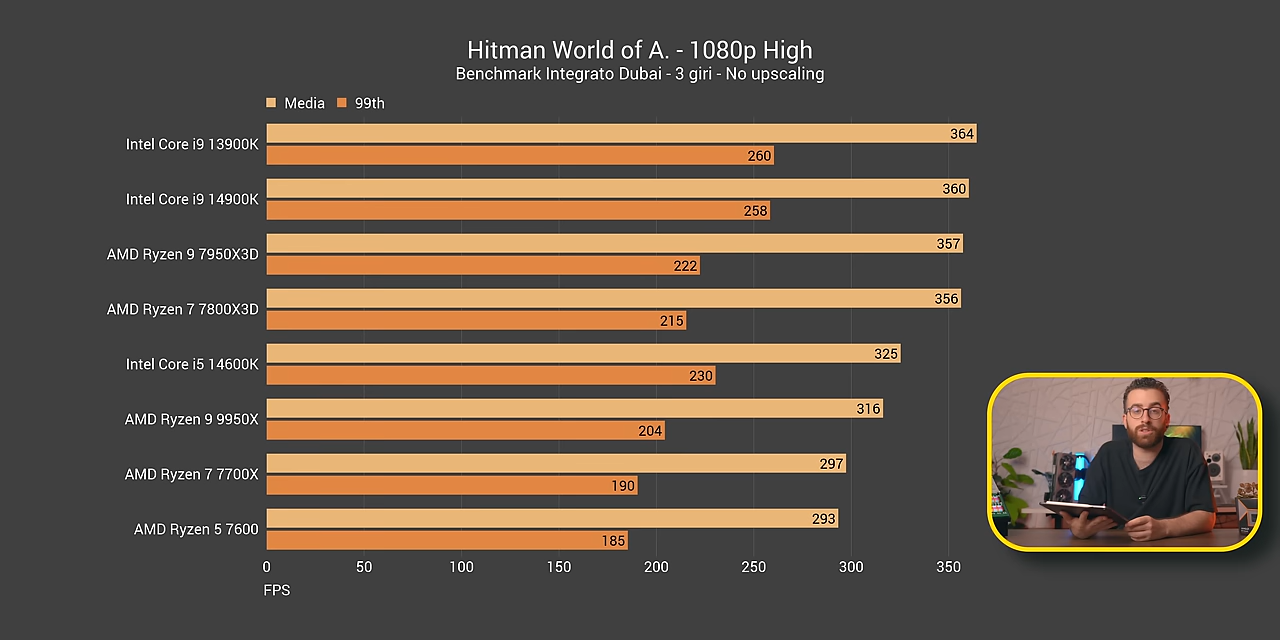 Hitman World of A. - 1080p High
Benchmark Integrato Dubai - 3 giri - No upscaling
Media 99th
Intel Core i9 13900K 364
260
Intel Core i9 14900K 360
258
AMD Ryzen 9 7950X3D 357
222
AMD Ryzen 7 7800X3D 356
215
Intel Core i5 14600K 325
230
AMD Ryzen 9 9950X 316
204
AMD Ryzen 7 7700X 297
190
AMD Ryzen 5 7600 293
185
0 50 100 150 200 250 300 350
FPS